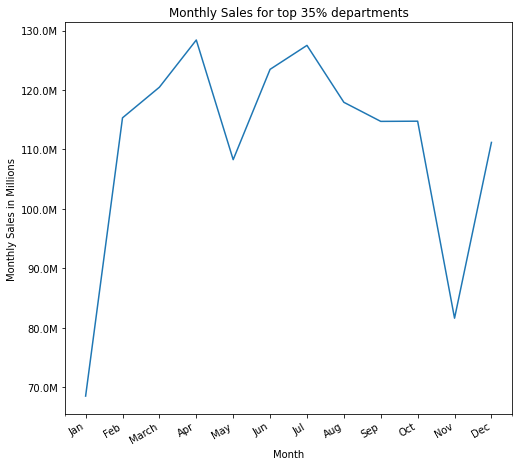 Monthly Sales for top 35% departments
130.0M
120.0M
110.0M
100.0M
90.0M
80.0M
70.0M
Monthly Sales in Millions
Jan
Feb
March
Apr
May
Jun
Jul
Aug
Sep
Oct
Nov
Dec
Month